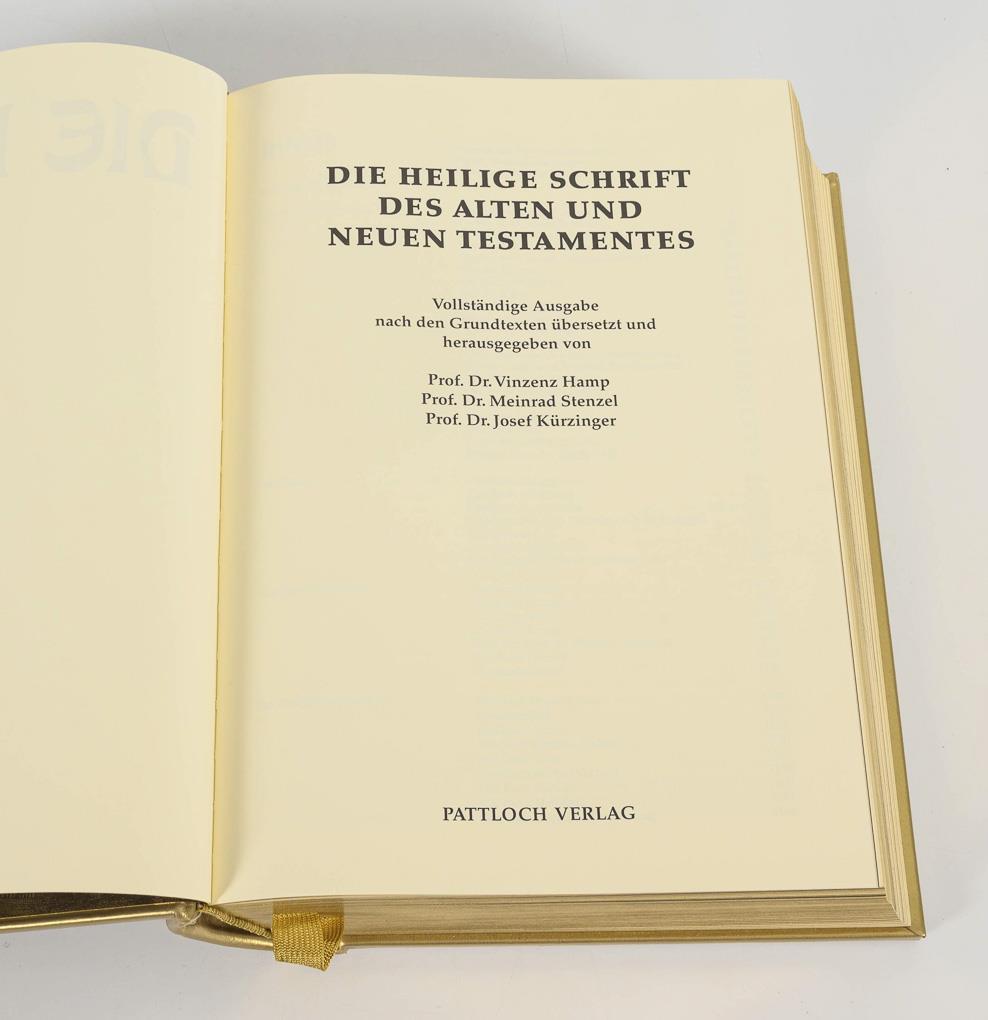 DIE HEILIGE SCHRIFT
DES ALTEN UND
NEUEN TESTAMENTES
Vollständige Ausgabe
nach den Grundtexten übersetzt und
herausgegeben von
Prof. Dr. Vinzenz Hamp
Prof. Dr. Meinrad Stenzel
Prof. Dr. Josef Kürzinger
PATTLOCH VERLAG